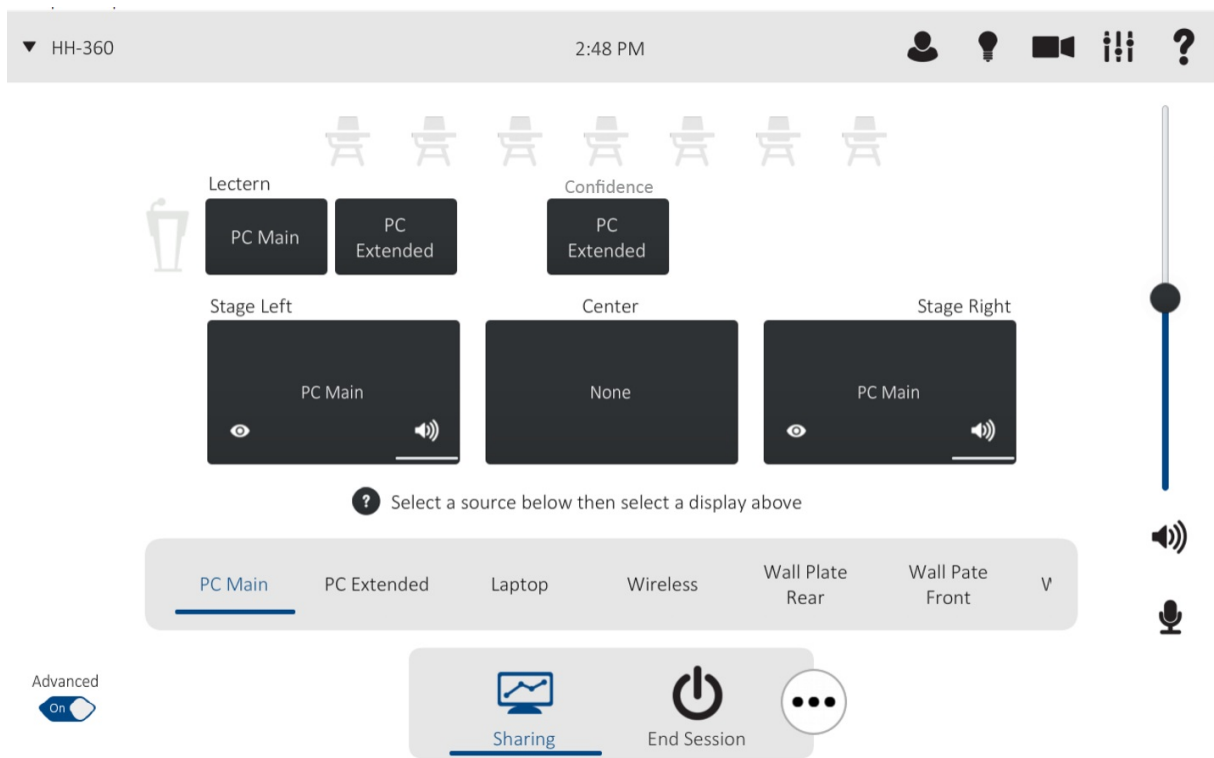 HH-360
2:48 PM
?
Lectern
Confidence
PC Main
PC
Extended
PC
Extended
Stage Left
Center
Stage Right
PC Main
None
PC Main
? Select a source below then select a display above
PC Main
PC Extended
Laptop
Wireless
Wall Plate
Rear
Wall Pate
Front
Advanced
On
Sharing
End Session